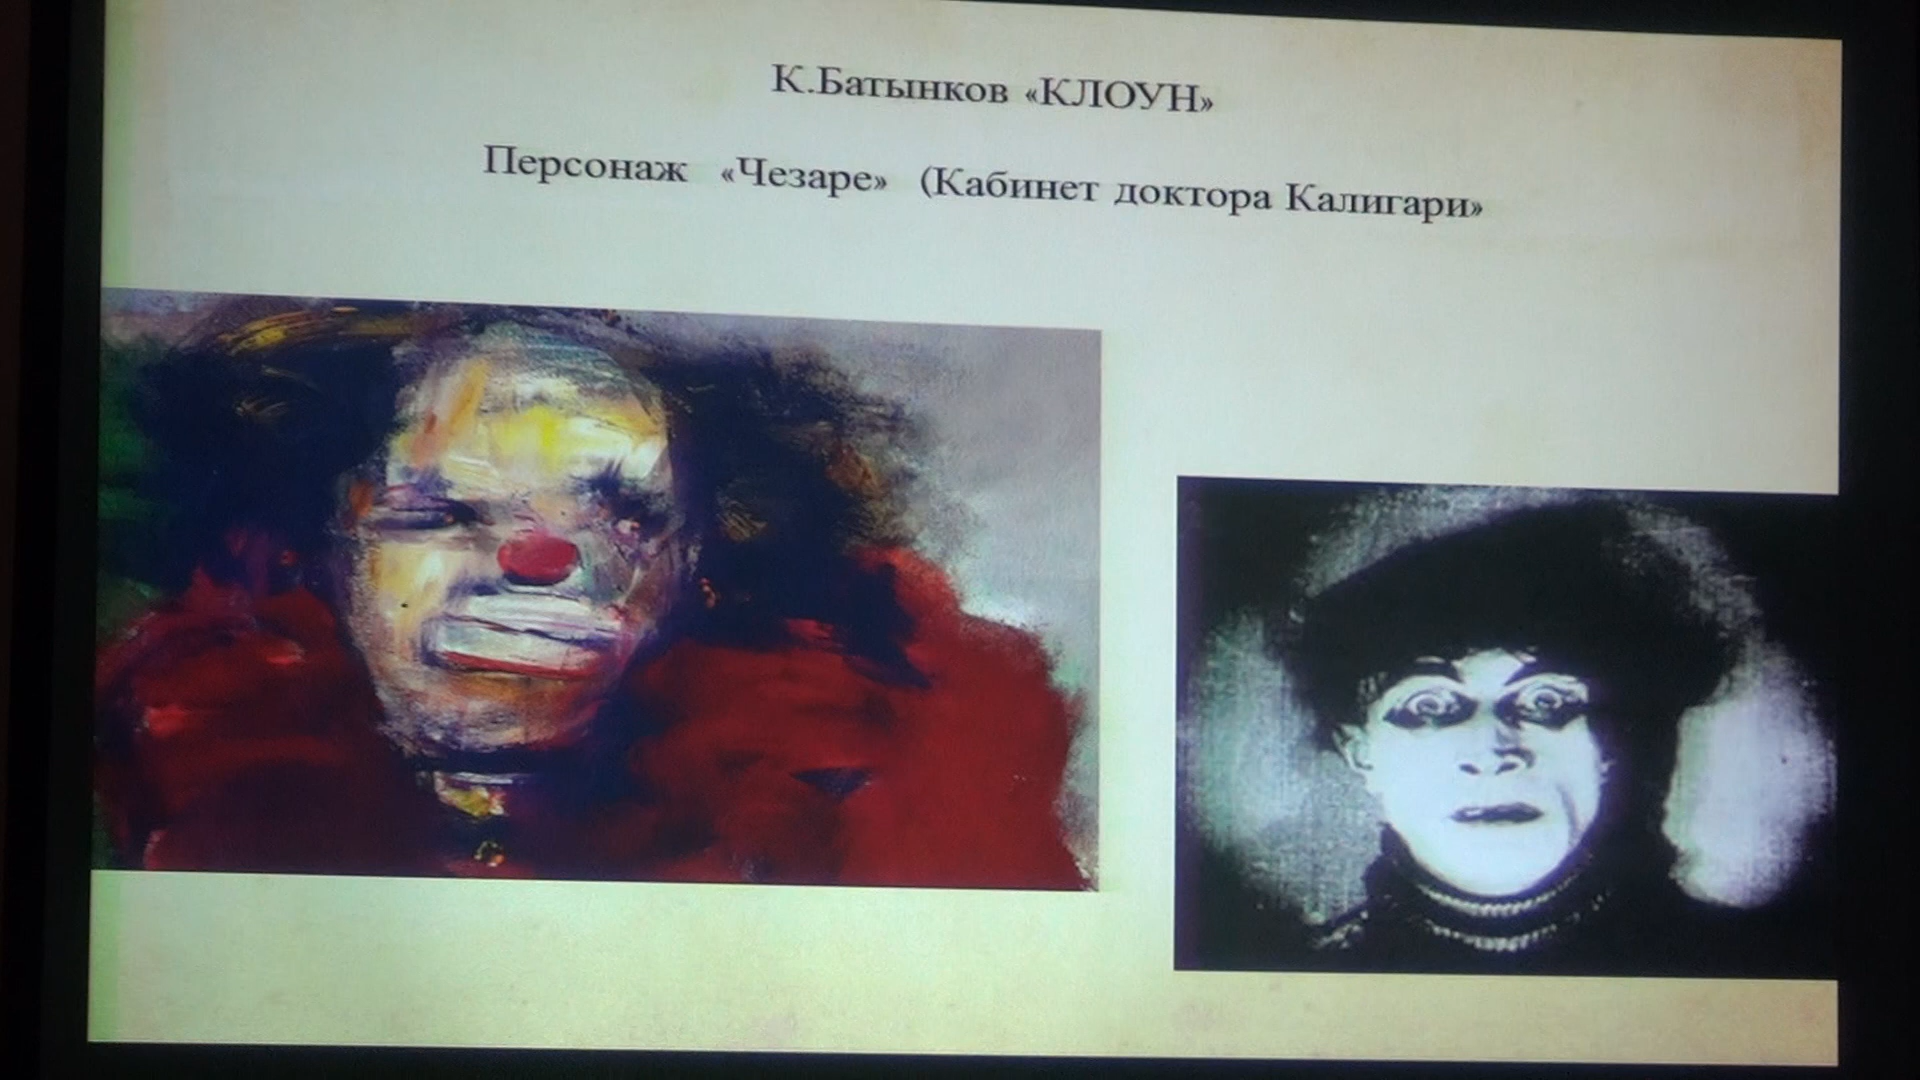 К.Батынков «КЛОУН»
Персонаж «Чезаре» (Кабинет доктора Калигари»